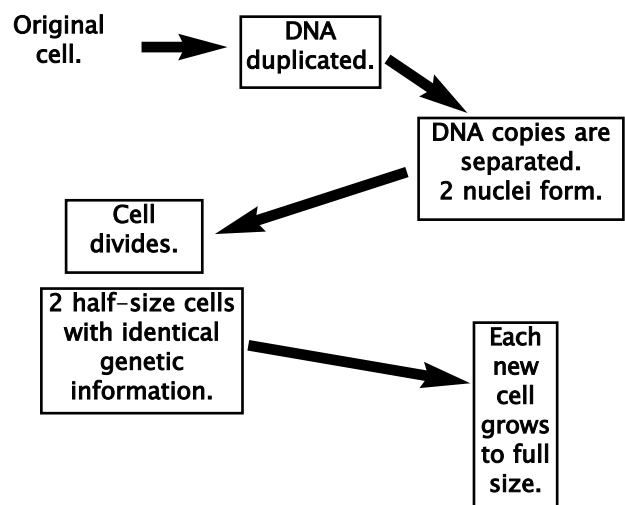 Original
cell.
DNA
duplicated.
DNA copies are
separated.
2 nuclei form.
Cell
divides.
2 half-size cells
with identical
genetic
information.
Each
new
cell
grows
to full
size.